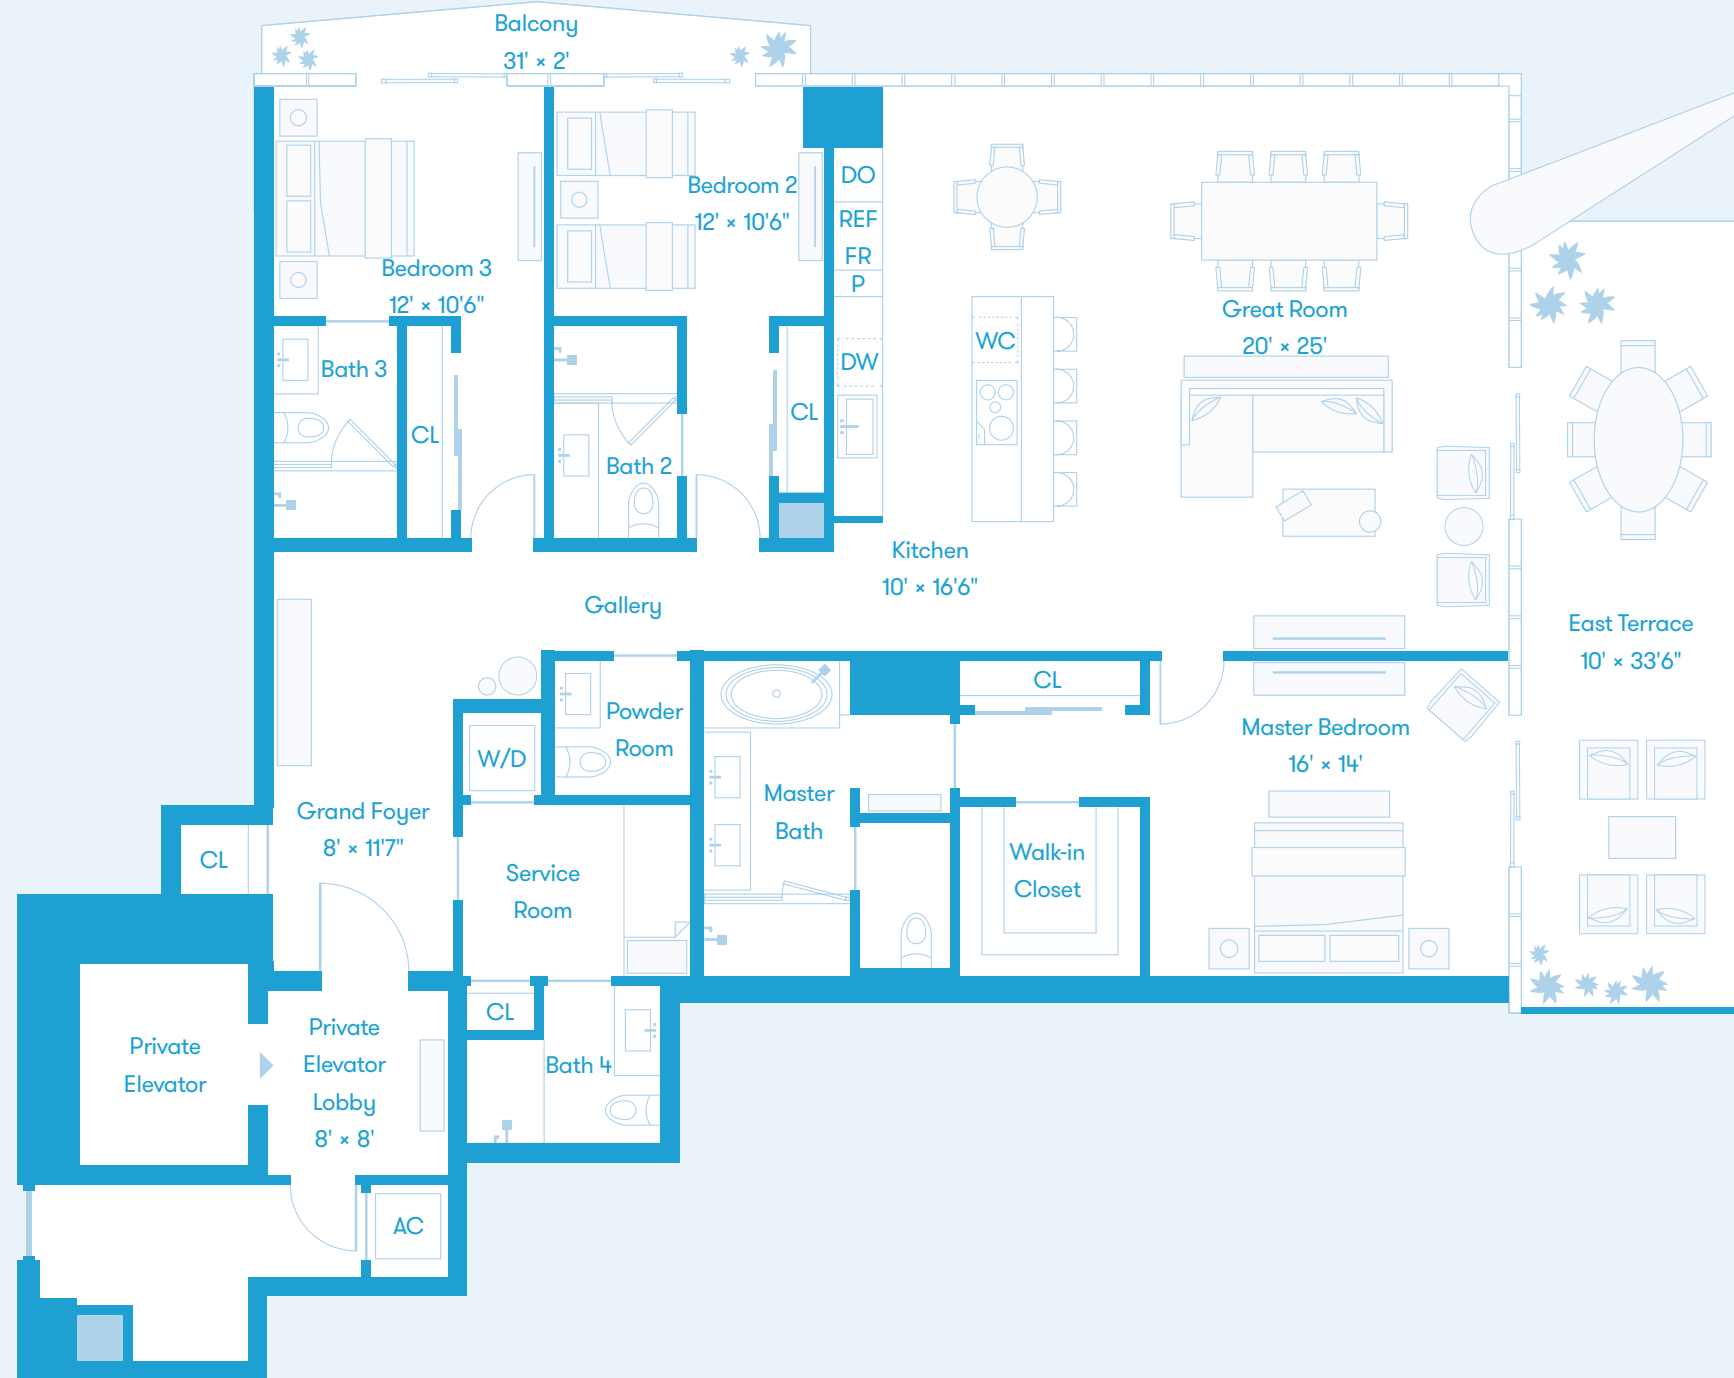 Balcony
31' × 2'
Bedroom 3
12' × 10'6"
Bedroom 2
12' × 10'6"
DO
REF
FR
P
DW
WC
Great Room
20' × 25'
Bath 3
CL
Bath 2
CL
Kitchen
10' × 16'6"
Gallery
East Terrace
10' × 33'6"
Powder
Room
W/D
CL
Master Bedroom
16' × 14'
Master
Bath
Walk-in
Closet
Grand Foyer
8' × 11'7"
CL
Service
Room
CL
Bath 4
Private
Elevator
Private
Elevator
Lobby
8' × 8'
AC